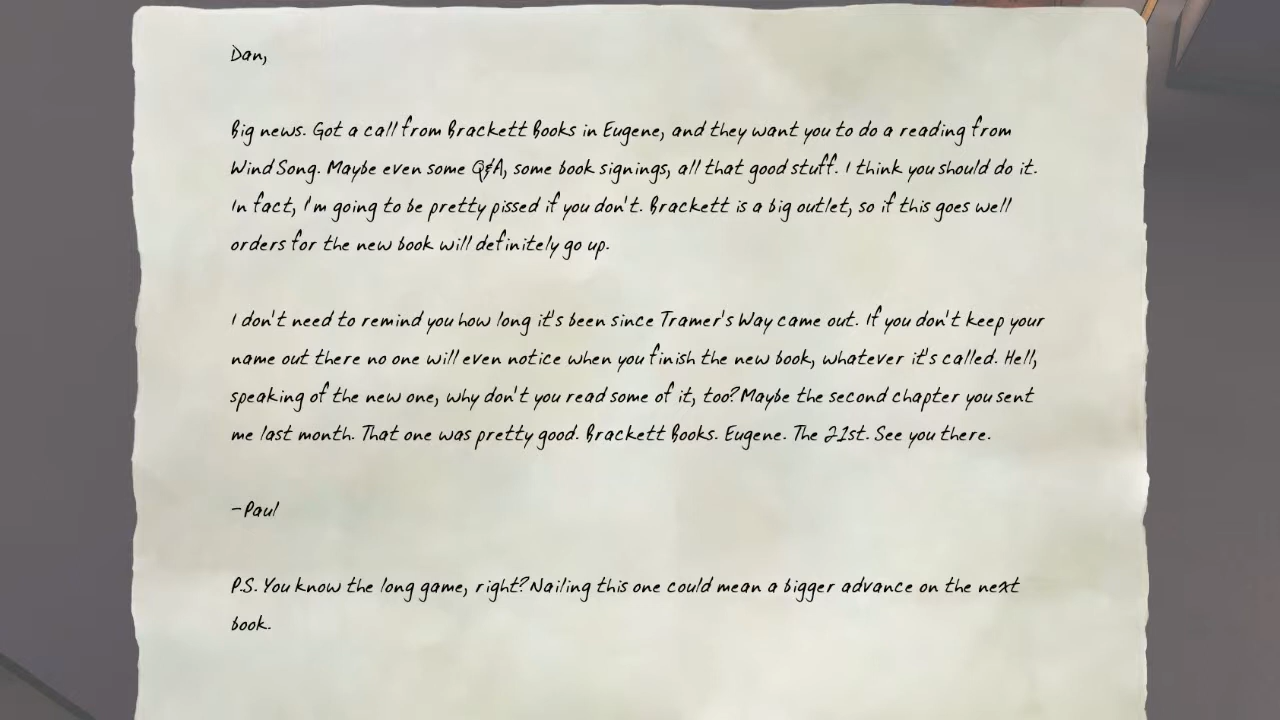 Dan,
Big news. Got a call from Brackett Books in Eugene, and they want you to do a reading from
Wind Song. Maybe even some Q&A, some book signings, all that good stuff. I think you should do it.
In fact, I'm going to be pretty pissed if you don't. Brackett is a big outlet, so if this goes well
orders for the new book will definitely go up.
I don't need to remind you how long it's been since Tramer's Way came out. If you don't keep your
name out there no one will even notice when you finish the new book, whatever it's called. Hell,
speaking of the new one, why don't you read some of it, too? Maybe the second chapter you sent
me last month. That one was pretty good. Brackett Books. Eugene. The 21st. See you there.
-Paul
P.S. You know the long game, right? Nailing this one could mean a bigger advance on the next
book.